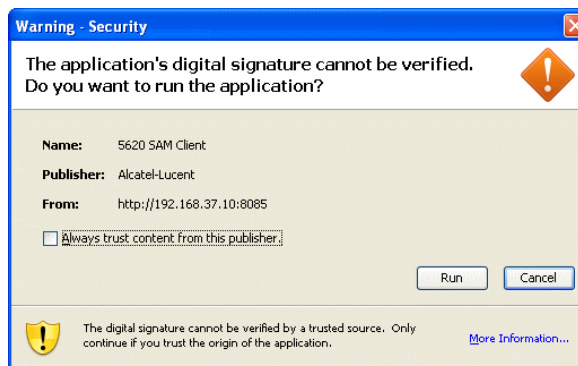 Warning - Security
The application's digital signature cannot be verified.
Do you want to run the application?
Name: 5620 SAM Client
Publisher: Alcatel-Lucent
From: http://192.168.37.10:8085
Always trust content from this publisher.
Run Cancel
The digital signature cannot be verified by a trusted source. Only
continue if you trust the origin of the application.
More Information...